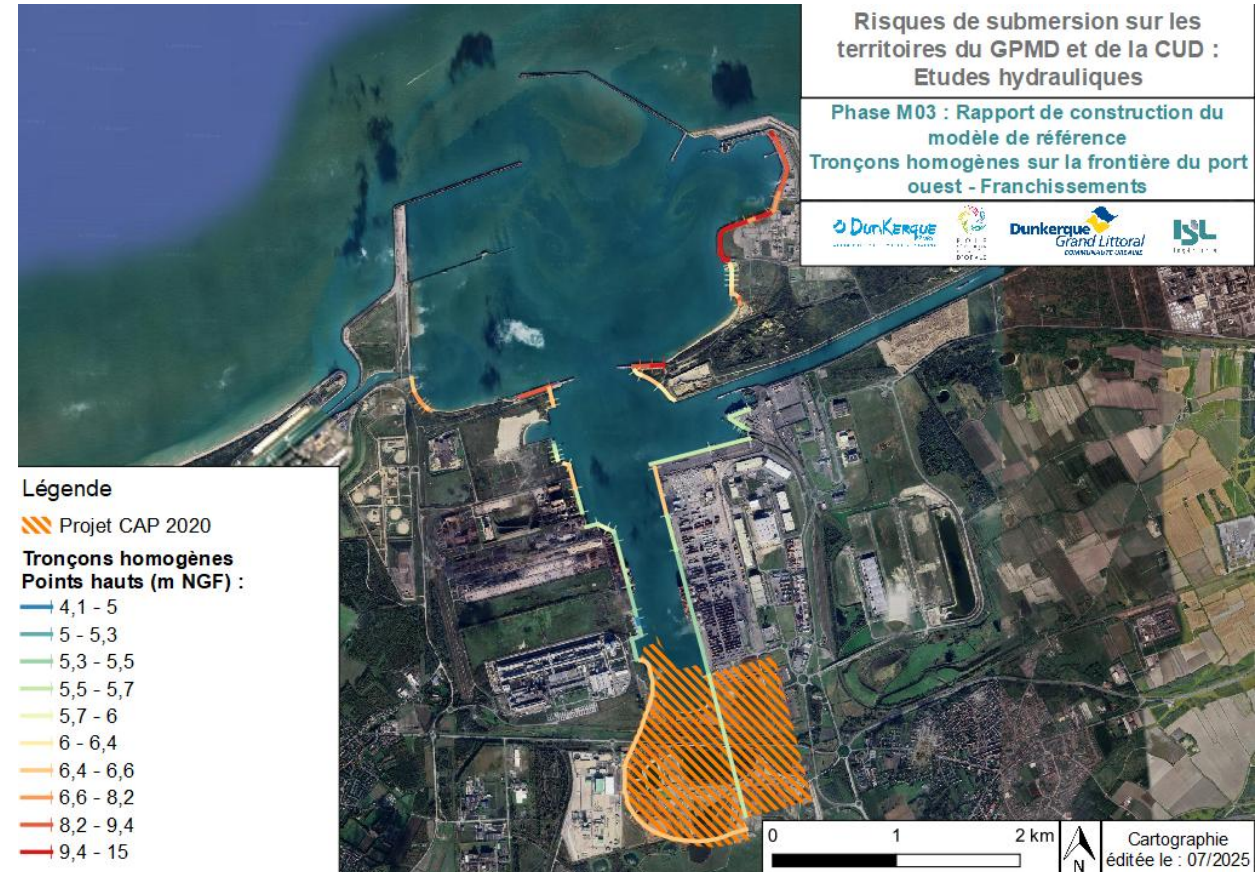 Risques de submersion sur les
territoires du GPMD et de la CUD :
Etudes hydrauliques
Phase M03 : Rapport de construction du
modèle de référence
Tronçons homogènes sur la frontière du port
ouest - Franchissements
DUNKERQUE
Dunkerque
Grand Littoral
COMMUNAUTÉ URBAINE
ISL
Ingénierie
Légende
Projet CAP 2020
Tronçons homogènes
Points hauts (m NGF) :
4,1 - 5
5 - 5,3
5,3 - 5,5
5,5 - 5,7
5,7 - 6
6 - 6,4
6,4 - 6,6
6,6 - 8,2
8,2 - 9,4
9,4 - 15
0 1 2 km
N
Cartographie
éditée le : 07/2025